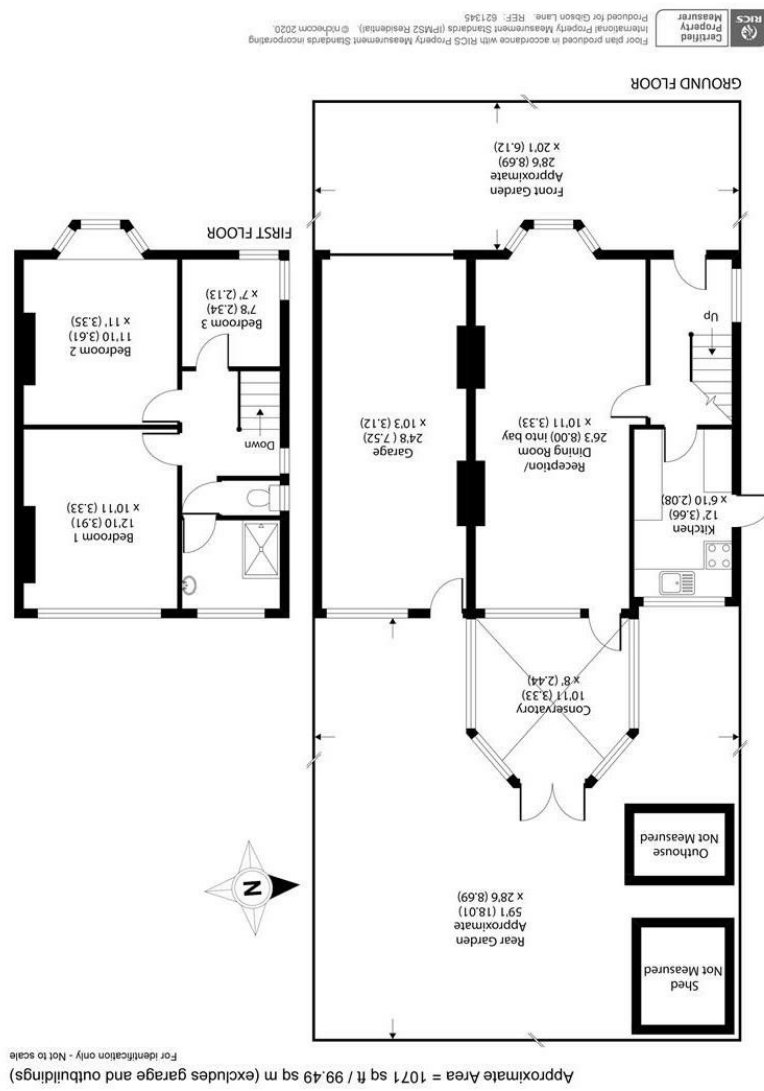 Approximate Area = 1071 sq ft / 99.49 sq m (excludes garage and outbuildings)
For identification only - Not to scale
Shed
Not Measured
Rear Garden
Approximate
59'1 (18.01)
x 28'6 (8.69)
N
Outhouse
Not Measured
Conservatory
10'11 (3.33)
x 8' (2.44)
Kitchen
12' (3.66)
x 6'10 (2.08)
Reception/
Dining Room
26'3 (8.00) into bay
x 10'11 (3.33)
Garage
24'8 (7.52)
x 10'3 (3.12)
Up
Front Garden
Approximate
28'6 (8.69)
x 20'1 (6.12)
GROUND FLOOR
Bedroom 1
12'10 (3.91)
x 10'11 (3.33)
Down
Bedroom 3
7'8 (2.34)
x 7' (2.13)
Bedroom 2
11'10 (3.61)
x 11' (3.35)
FIRST FLOOR
RICS
Certified
Property
Measurer
Floor plan produced in accordance with RICS Property Measurement Standards incorporating
International Property Measurement Standards (IPMS2 Residential). © nichecom 2020.
Produced for Gibson Lane. REF: 621345